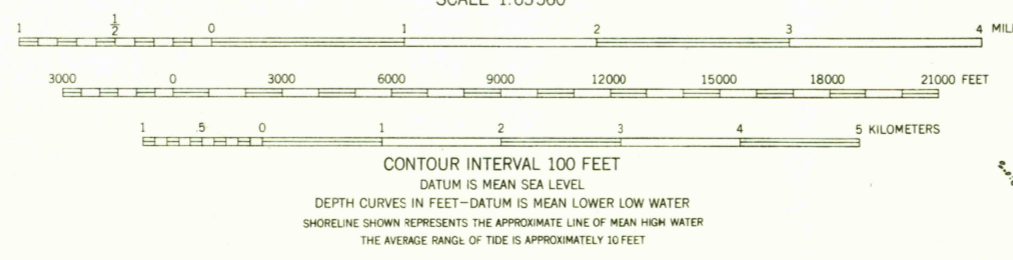 SCALE 1:63360
1 1/2 0 1 2 3 4
3000 0 3000 6000 9000 12000 15000 18000 21000 FEET
1 .5 0 1 2 3 4 5 KILOMETERS
CONTOUR INTERVAL 100 FEET
DATUM IS MEAN SEA LEVEL
DEPTH CURVES IN FEET-DATUM IS MEAN LOWER LOW WATER
SHORELINE SHOWN REPRESENTS THE APPROXIMATE LINE OF MEAN HIGH WATER
THE AVERAGE RANGE OF TIDE IS APPROXIMATELY 10 FEET